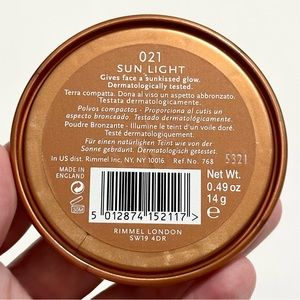 021
SUN LIGHT
Gives face a sunkissed glow.
Dermatologically tested.
Terra compatta. Dona al viso un aspetto abbronzato.
Testata dermatologicamente.
Polvos compactos - Proporciona al cutis un
aspecto bronceado. Testado dermatológicamente.
Poudre Bronzante - Illumine le teint d'un voile doré.
Testé dermatologiquement.
Für einen natürlichen Teint wie von der
Sonne geküßt. Dermatologisch getestet.
In US dist. Rimmel Inc, NY, NY, 10016. Ref No. 768
5321
MADE IN
ENGLAND
Net Wt.
0.49 oz
14 g
e
5 012874 152117 >
RIMMEL LONDON
SW19 4DR